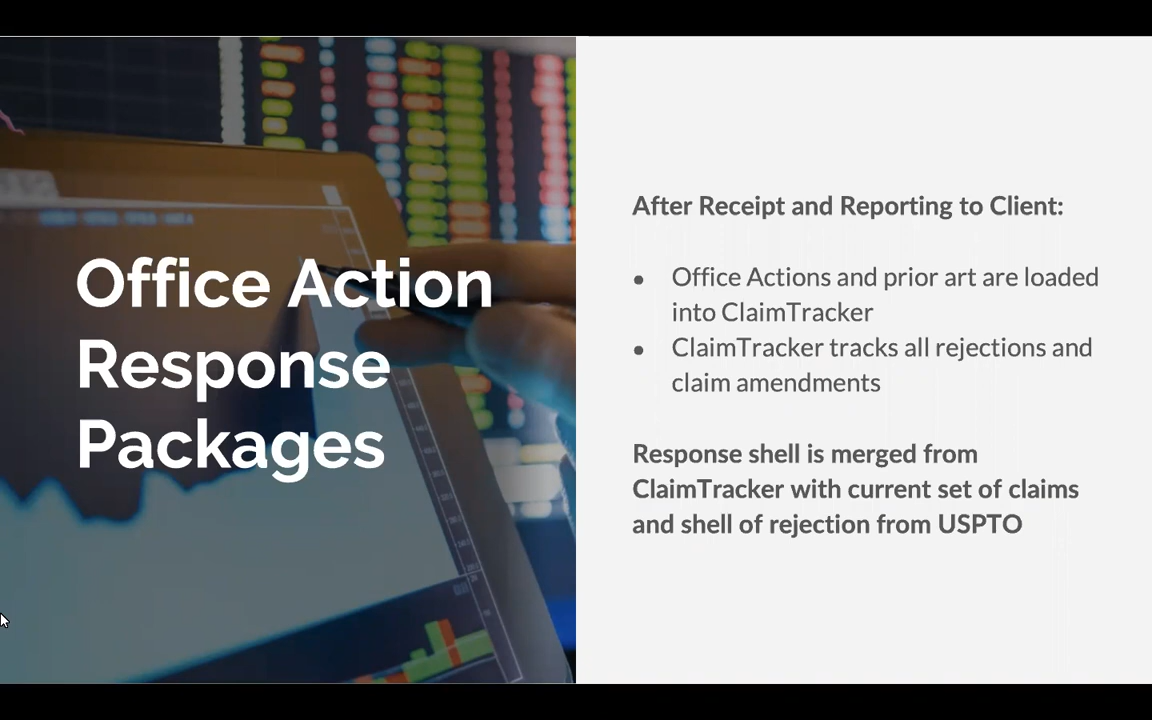 Office Action
Response
Packages
After Receipt and Reporting to Client:
• Office Actions and prior art are loaded
into ClaimTracker
• ClaimTracker tracks all rejections and
claim amendments
Response shell is merged from
ClaimTracker with current set of claims
and shell of rejection from USPTO